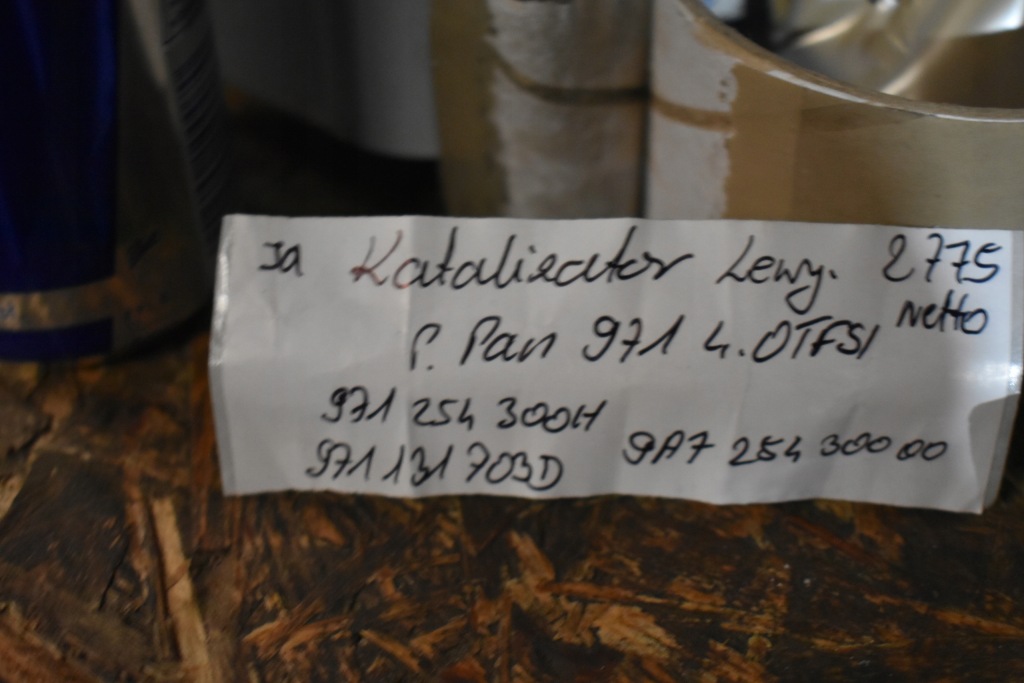 Ja Katalizator Lewy. 2775
netto
P. Pan 971 4.0TFSI
971 254 300H
971 131 703D
9A7 254 300 00